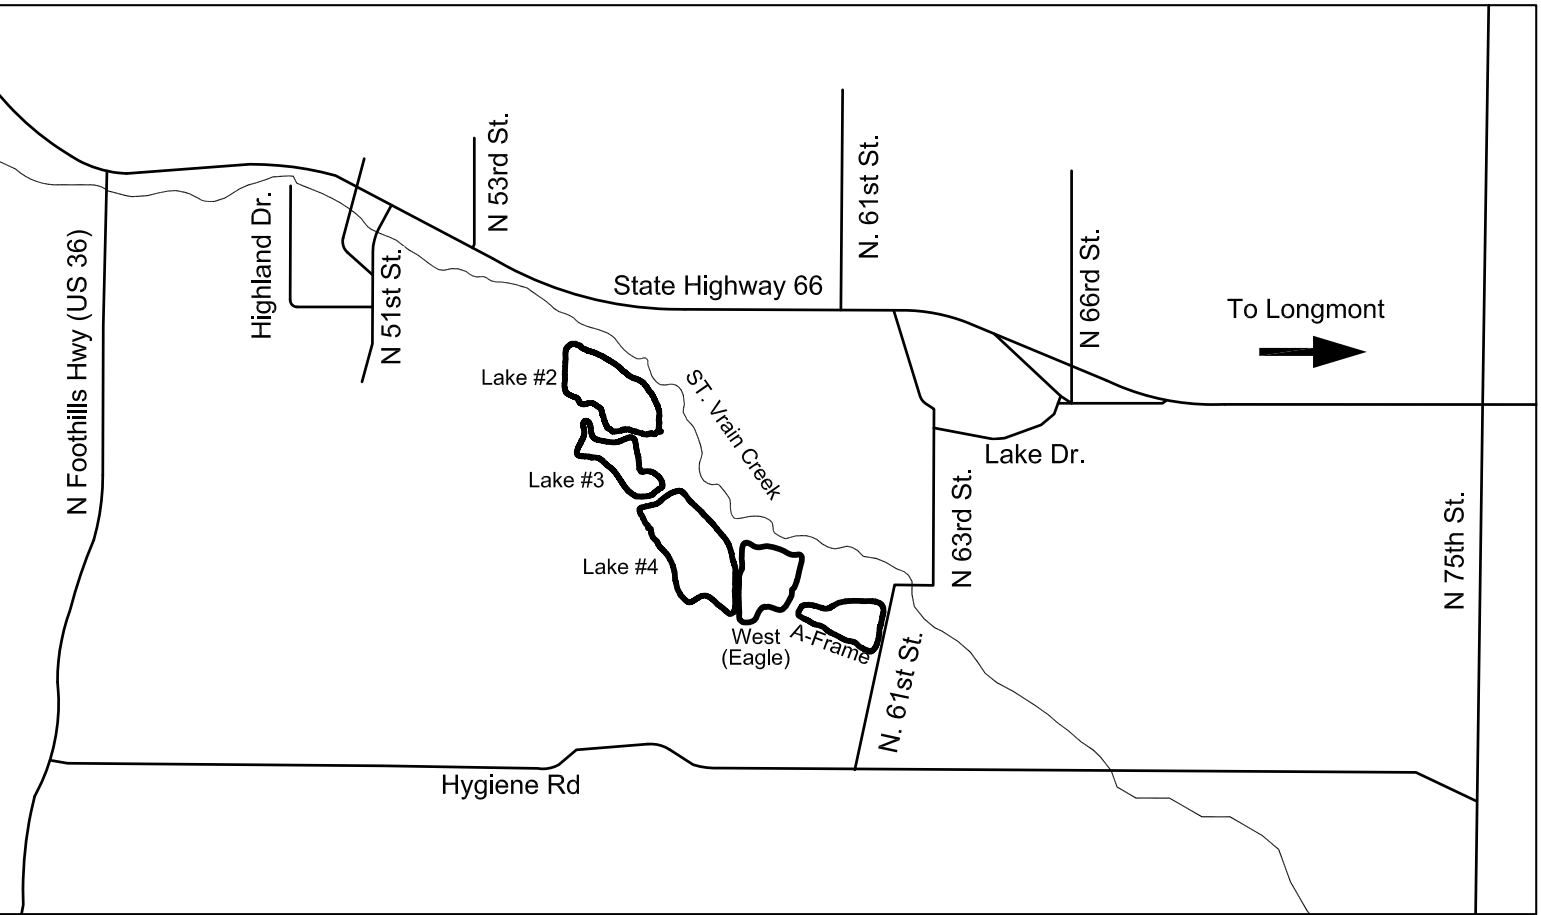 N 53rd St.
N. 61st St.
Highland Dr.
N 51st St.
N 66rd St.
N Foothills Hwy (US 36)
State Highway 66
To Longmont
Lake #2
ST. Vrain Creek
Lake Dr.
Lake #3
N 63rd St.
N 75th St.
Lake #4
West
(Eagle)
A-Frame
N. 61st St.
Hygiene Rd